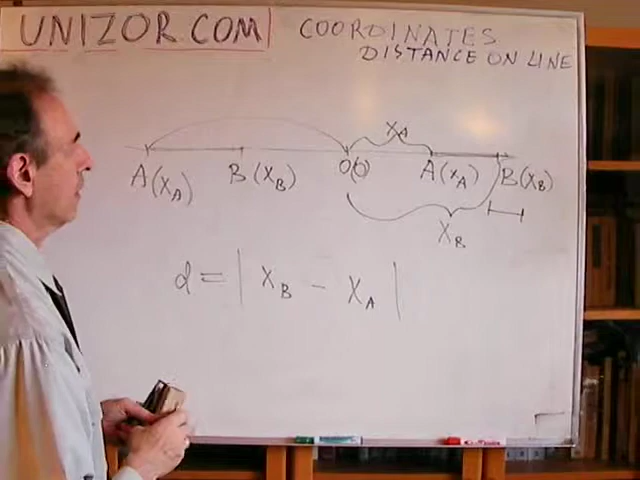 UNIZOR.COM
COORDINATES
DISTANCE ON LINE
XA
A(XA) B(XB) O(0) A(XA) B(XB)
XB
d = | XB - XA |